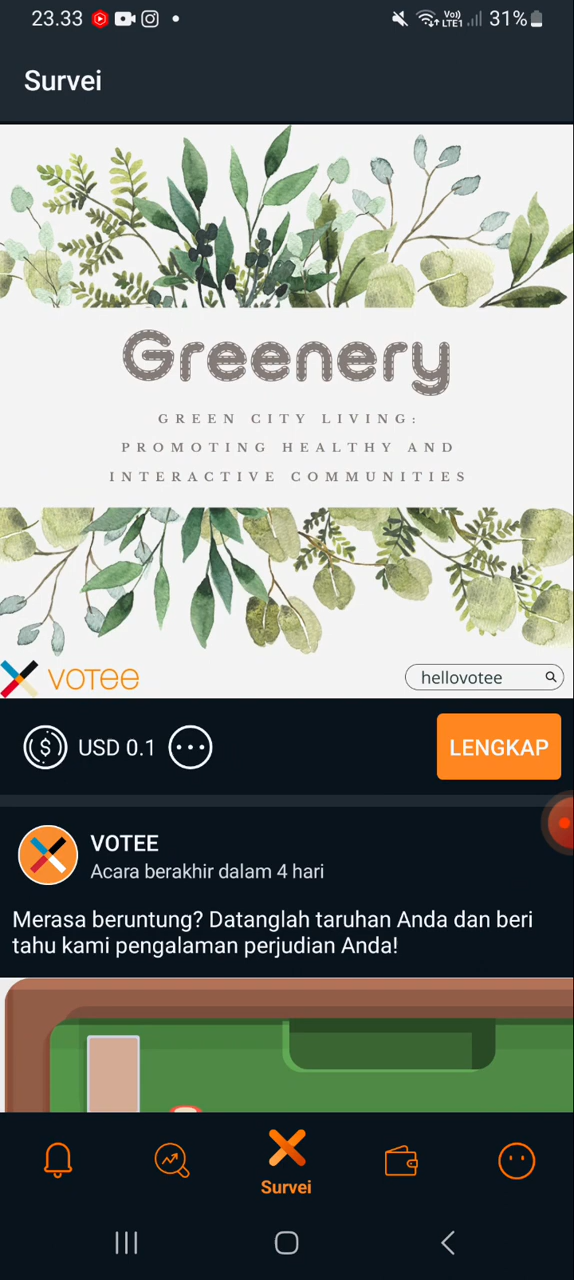 23.33
Vo))
LTE1
31%
Survei
Greenery
GREEN CITY LIVING:
PROMOTING HEALTHY AND
INTERACTIVE COMMUNITIES
VOTEE
hellovotee
USD 0.1
LENGKAP
VOTEE
Acara berakhir dalam 4 hari
Merasa beruntung? Datanglah taruhan Anda dan beri
tahu kami pengalaman perjudian Anda!
Survei